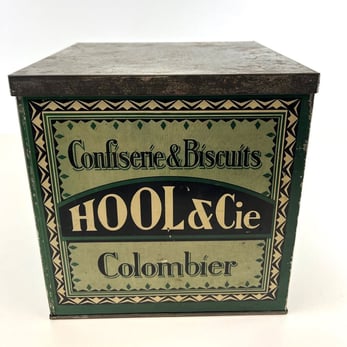 Confiserie & Biscuits
HOOL & Cie
Colombier